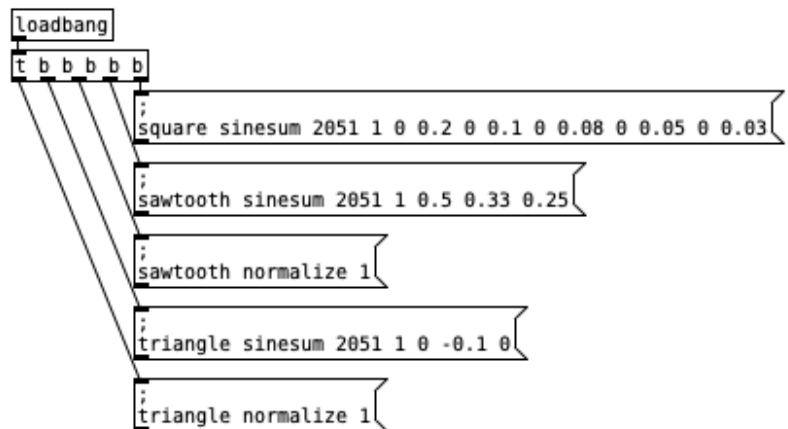 loadbang
t b b b b b
;
square sinesum 2051 1 0 0.2 0 0.1 0 0.08 0 0.05 0 0.03
;
sawtooth sinesum 2051 1 0.5 0.33 0.25
;
sawtooth normalize 1
;
triangle sinesum 2051 1 0 -0.1 0
;
triangle normalize 1